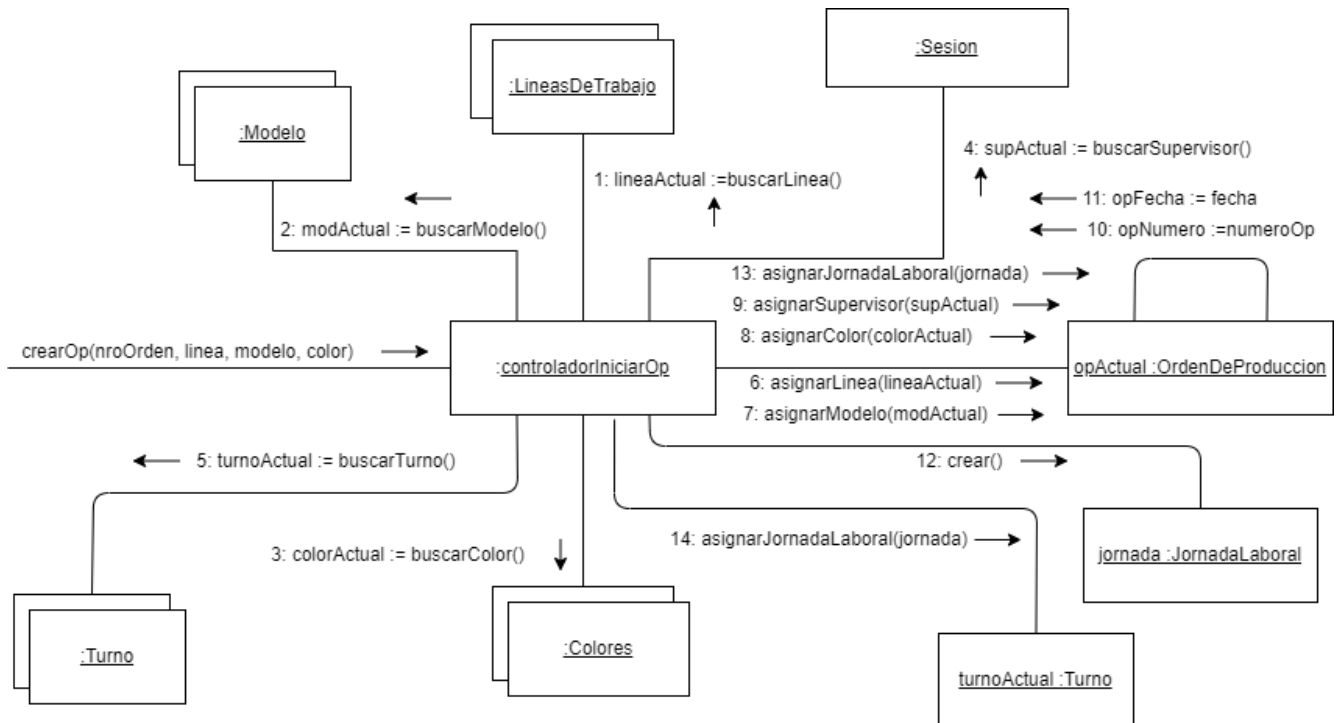 :Sesion
:LineasDeTrabajo
:Modelo
4: supActual := buscarSupervisor()
1: lineaActual :=buscarLinea()
11: opFecha := fecha
2: modActual := buscarModelo()
10: opNumero :=numeroOp
13: asignarJornadaLaboral(jornada)
9: asignarSupervisor(supActual)
8: asignarColor(colorActual)
crearOp(nroOrden, linea, modelo, color)
:controladorIniciarOp
opActual :OrdenDeProduccion
6: asignarLinea(lineaActual)
7: asignarModelo(modActual)
5: turnoActual := buscarTurno()
12: crear()
14: asignarJornadaLaboral(jornada)
3: colorActual := buscarColor()
jornada :JornadaLaboral
:Turno
:Colores
turnoActual :Turno